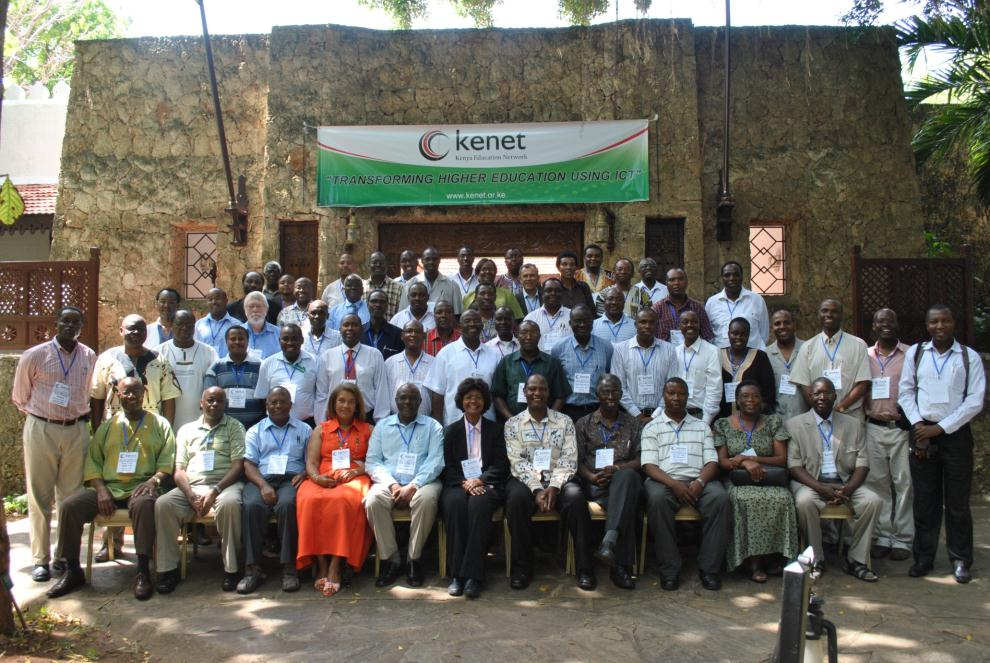 kenet
Kenya Education Network
"TRANSFORMING HIGHER EDUCATION USING ICT"
www.kenet.or.ke